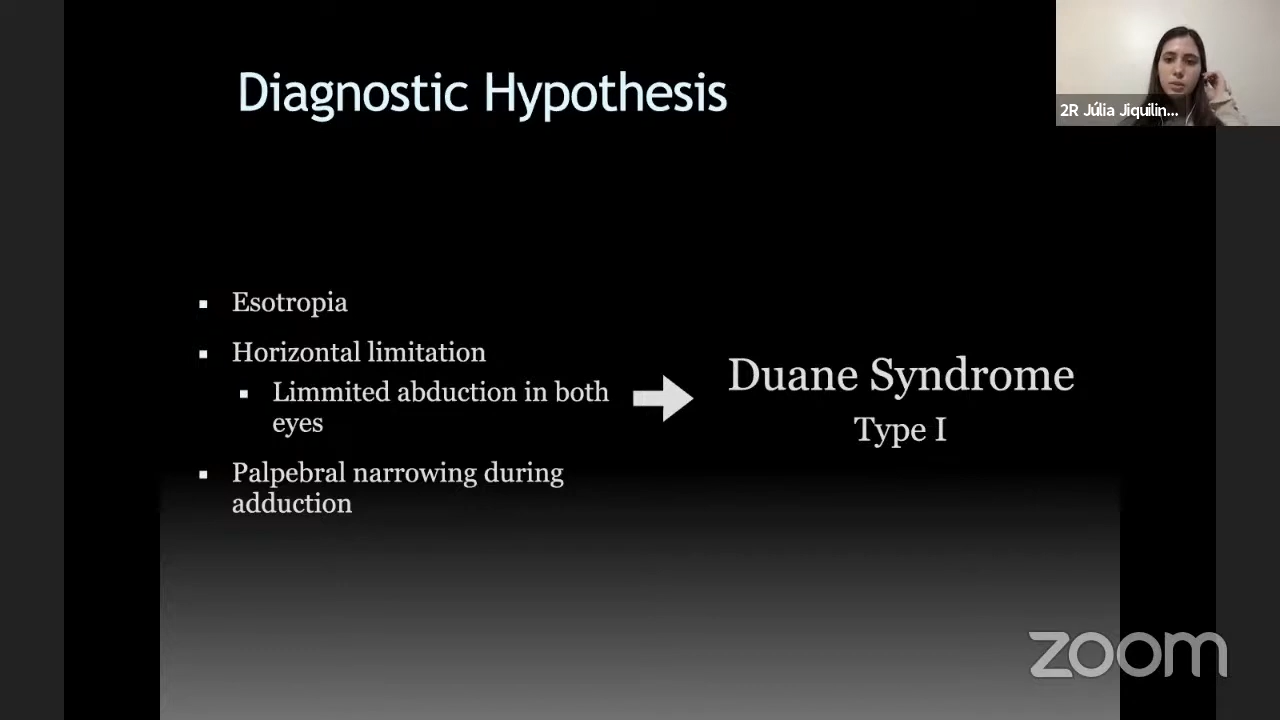 Diagnostic Hypothesis
2R Júlia Jiquilin...
Esotropia
Horizontal limitation
Limmited abduction in both
eyes
Palpebral narrowing during
adduction
Duane Syndrome
Type I
zoom